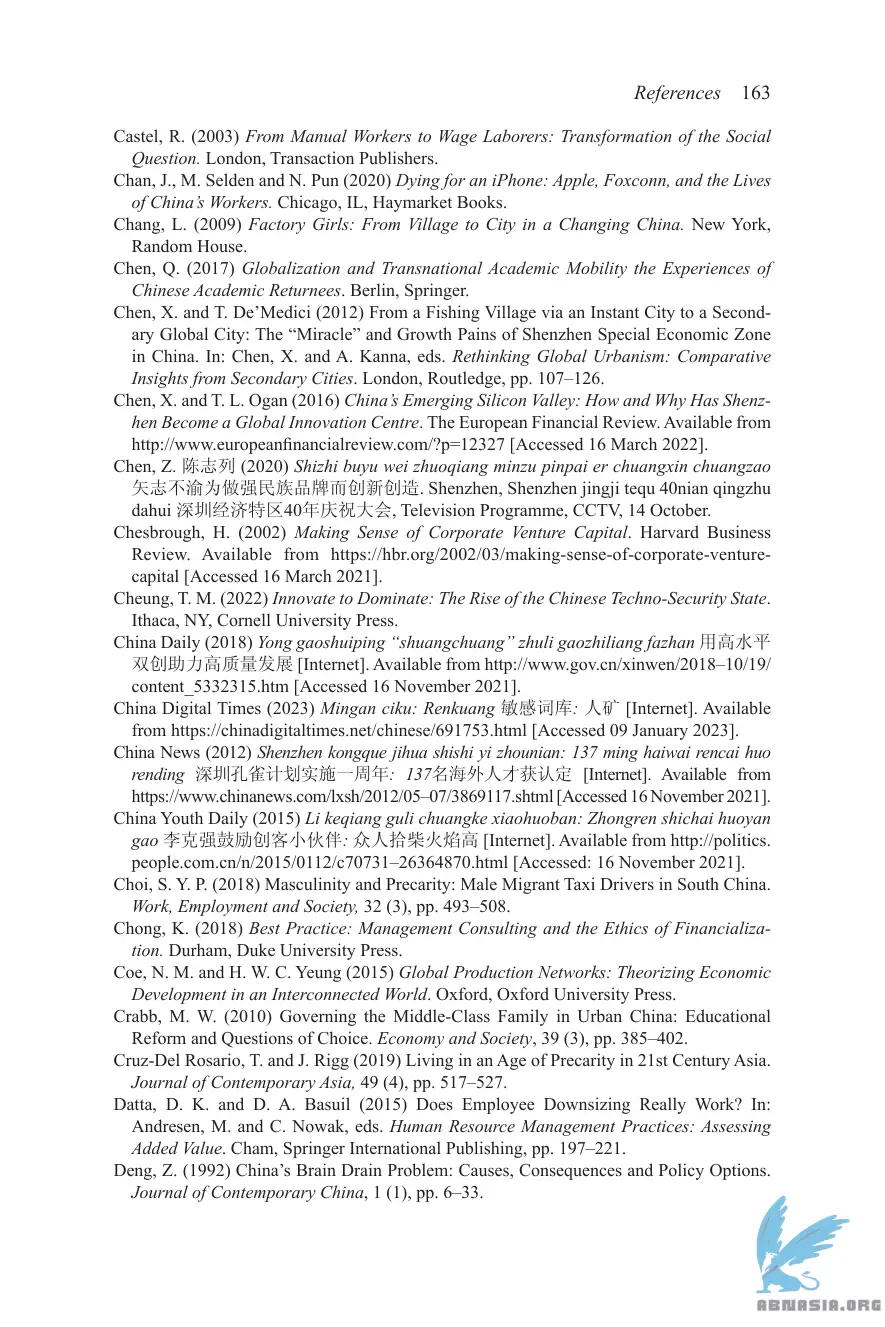 References 163
Castel, R. (2003) From Manual Workers to Wage Laborers: Transformation of the Social
Question. London, Transaction Publishers.
Chan, J., M. Selden and N. Pun (2020) Dying for an iPhone: Apple, Foxconn, and the Lives
of China’s Workers. Chicago, IL, Haymarket Books.
Chang, L. (2009) Factory Girls: From Village to City in a Changing China. New York,
Random House.
Chen, Q. (2017) Globalization and Transnational Academic Mobility the Experiences of
Chinese Academic Returnees. Berlin, Springer.
Chen, X. and T. De’Medici (2012) From a Fishing Village via an Instant City to a Second-
ary Global City: The “Miracle” and Growth Pains of Shenzhen Special Economic Zone
in China. In: Chen, X. and A. Kanna, eds. Rethinking Global Urbanism: Comparative
Insights from Secondary Cities. London, Routledge, pp. 107–126.
Chen, X. and T. L. Ogan (2016) China’s Emerging Silicon Valley: How and Why Has Shenz-
hen Become a Global Innovation Centre. The European Financial Review. Available from
http://www.europeanfinancialreview.com/?p=12327 [Accessed 16 March 2022].
Chen, Z. 陈志列 (2020) Shizhi buyu wei zhuoqiang minzu pinpai er chuangxin chuangzao
矢志不渝为做强民族品牌而创新创造. Shenzhen, Shenzhen jingji tequ 40nian qingzhu
dahui 深圳经济特区40年庆祝大会, Television Programme, CCTV, 14 October.
Chesbrough, H. (2002) Making Sense of Corporate Venture Capital. Harvard Business
Review. Available from https://hbr.org/2002/03/making-sense-of-corporate-venture-
capital [Accessed 16 March 2021].
Cheung, T. M. (2022) Innovate to Dominate: The Rise of the Chinese Techno-Security State.
Ithaca, NY, Cornell University Press.
China Daily (2018) Yong gaoshuiping “shuangchuang” zhuli gaozhiliang fazhan 用高水平
双创助力高质量发展 [Internet]. Available from http://www.gov.cn/xinwen/2018–10/19/
content_5332315.htm [Accessed 16 November 2021].
China Digital Times (2023) Mingan ciku: Renkuang 敏感词库: 人矿 [Internet]. Available
from https://chinadigitaltimes.net/chinese/691753.html [Accessed 09 January 2023].
China News (2012) Shenzhen kongque jihua shishi yi zhounian: 137 ming haiwai rencai huo
rending 深圳孔雀计划实施一周年: 137名海外人才获认定 [Internet]. Available from
https://www.chinanews.com/lxsh/2012/05–07/3869117.shtml [Accessed 16 November 2021].
China Youth Daily (2015) Li keqiang guli chuangke xiaohuoban: Zhongren shichai huoyan
gao 李克强鼓励创客小伙伴: 众人拾柴火焰高 [Internet]. Available from http://politics.
people.com.cn/n/2015/0112/c70731–26364870.html [Accessed: 16 November 2021].
Choi, S. Y. P. (2018) Masculinity and Precarity: Male Migrant Taxi Drivers in South China.
Work, Employment and Society, 32 (3), pp. 493–508.
Chong, K. (2018) Best Practice: Management Consulting and the Ethics of Financializa-
tion. Durham, Duke University Press.
Coe, N. M. and H. W. C. Yeung (2015) Global Production Networks: Theorizing Economic
Development in an Interconnected World. Oxford, Oxford University Press.
Crabb, M. W. (2010) Governing the Middle-Class Family in Urban China: Educational
Reform and Questions of Choice. Economy and Society, 39 (3), pp. 385–402.
Cruz-Del Rosario, T. and J. Rigg (2019) Living in an Age of Precarity in 21st Century Asia.
Journal of Contemporary Asia, 49 (4), pp. 517–527.
Datta, D. K. and D. A. Basuil (2015) Does Employee Downsizing Really Work? In:
Andresen, M. and C. Nowak, eds. Human Resource Management Practices: Assessing
Added Value. Cham, Springer International Publishing, pp. 197–221.
Deng, Z. (1992) China’s Brain Drain Problem: Causes, Consequences and Policy Options.
Journal of Contemporary China, 1 (1), pp. 6–33.
ABNASIA.ORG